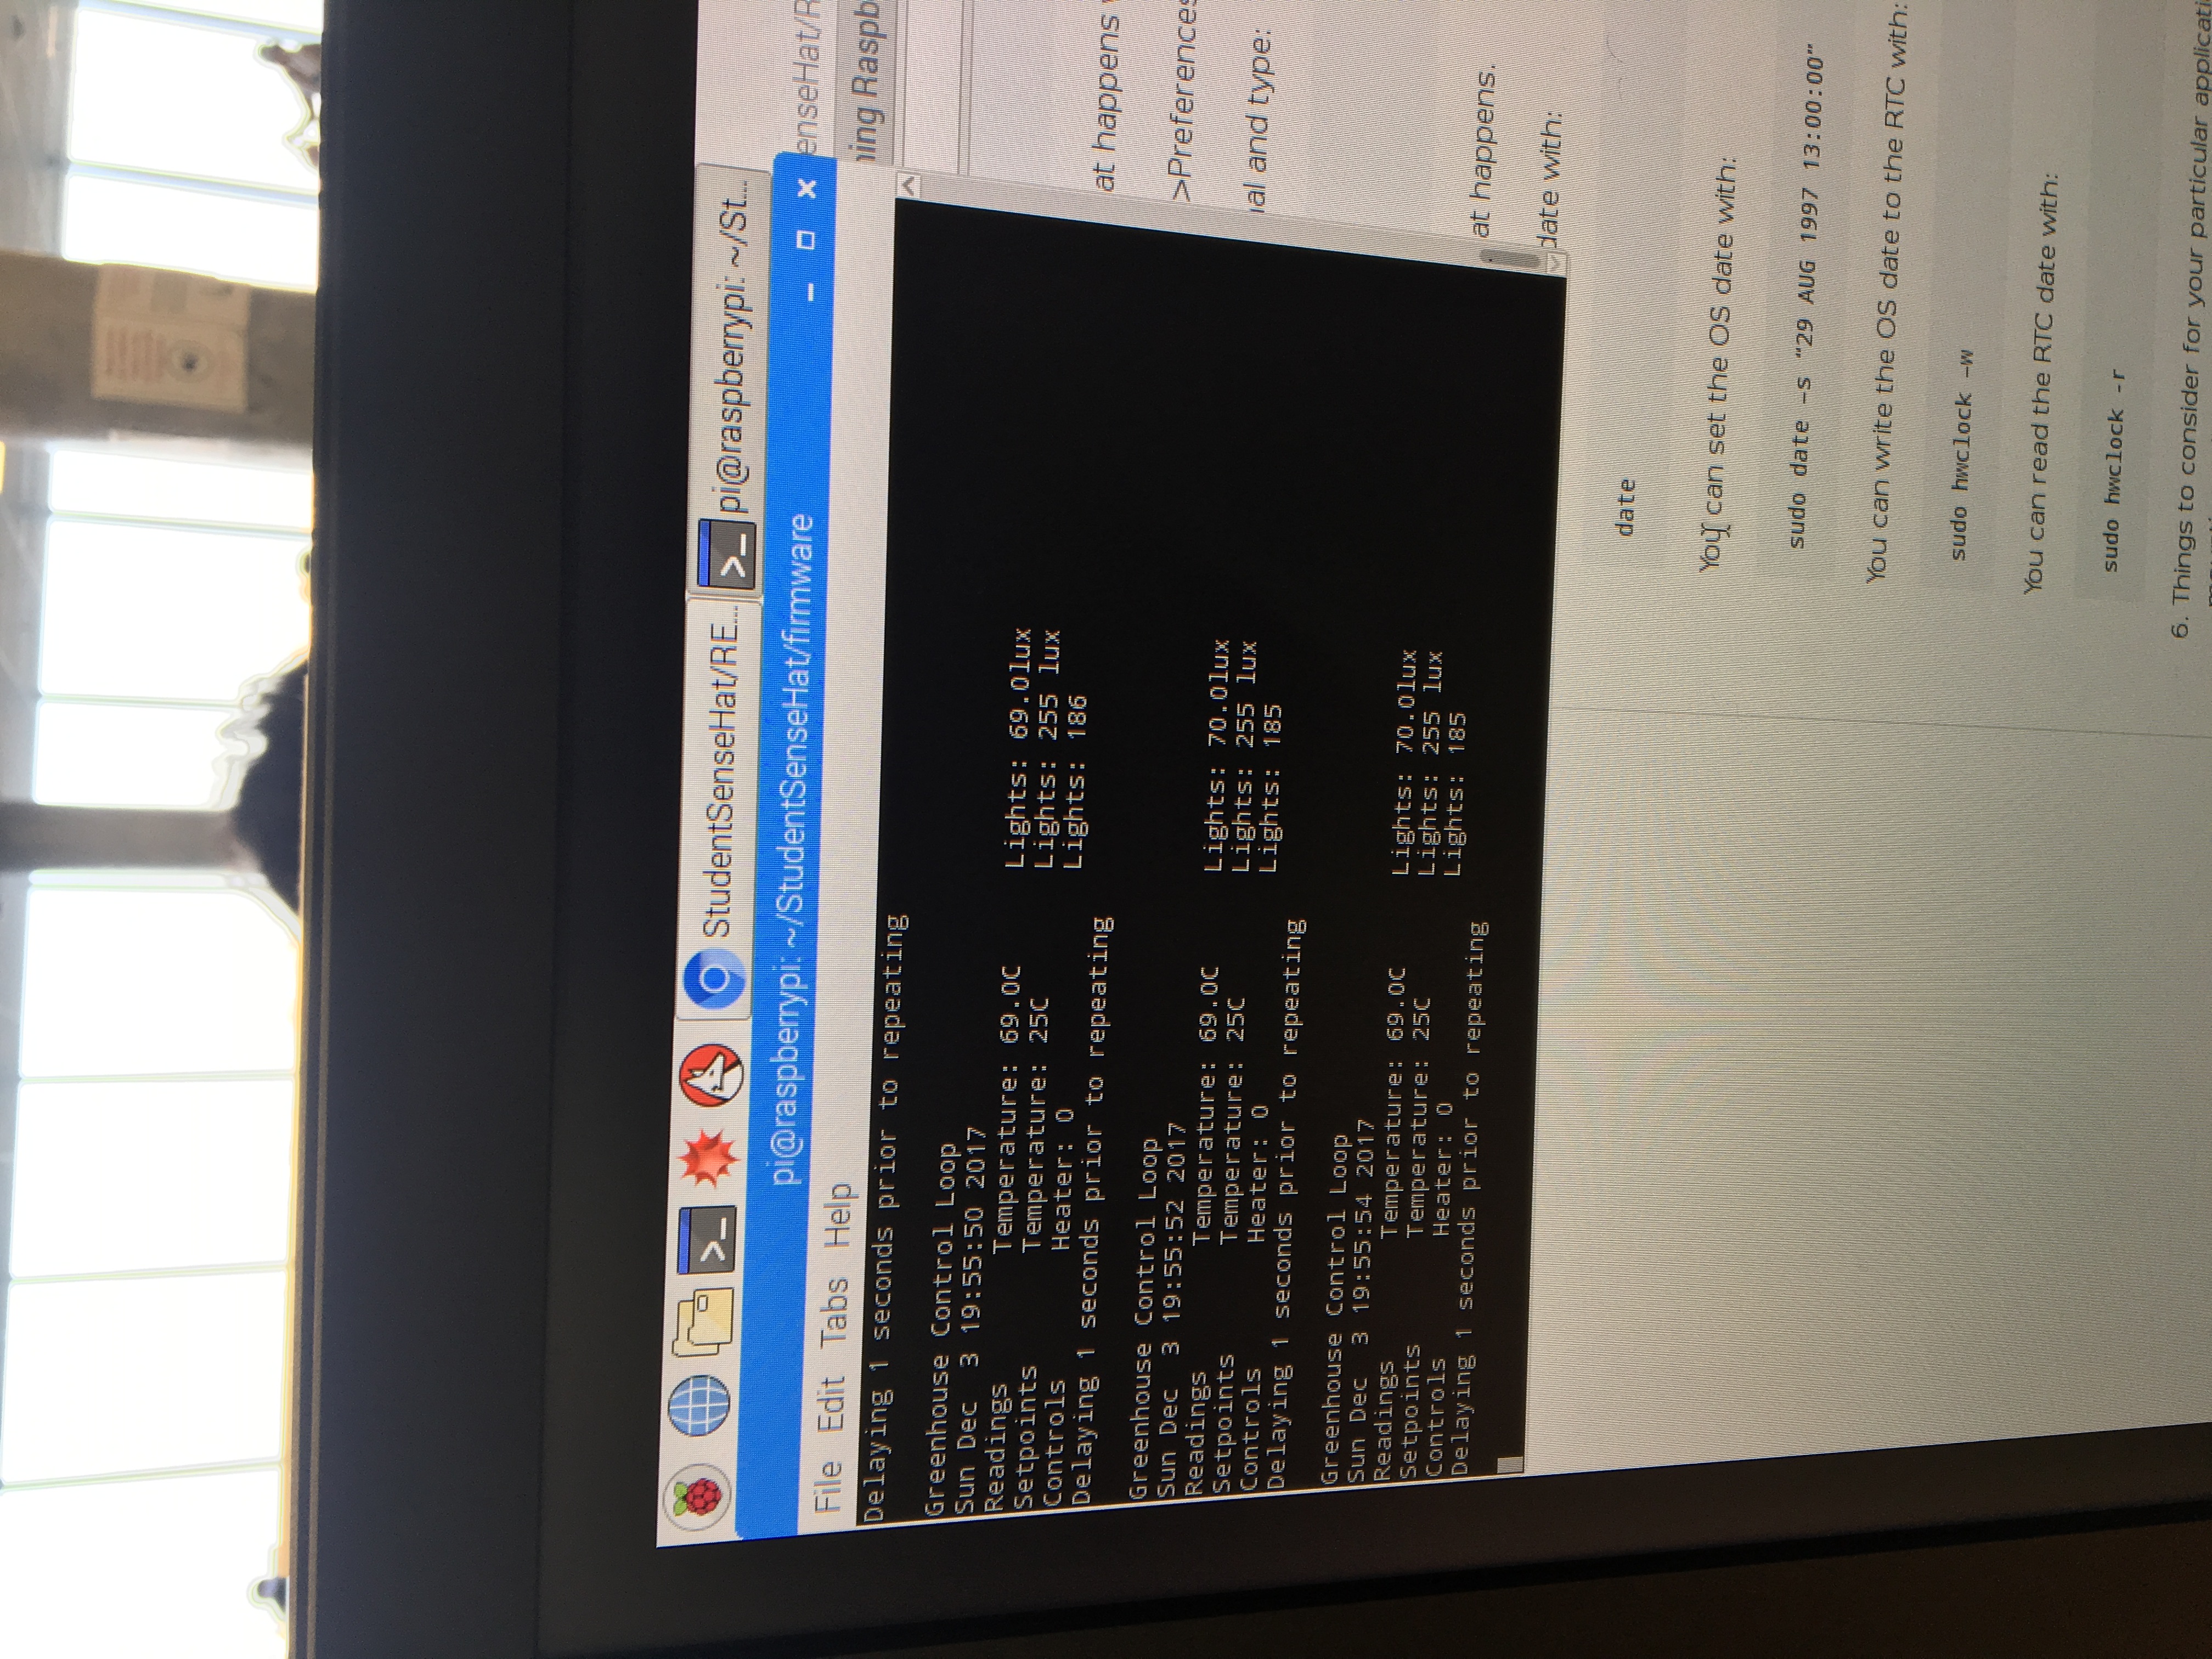 StudentSenseHat/RE...
pi@raspberrypi: ~/St...
pi@raspberrypi: ~/StudentSenseHat/firmware
enseHat/R
File Edit Tabs Help
ning Raspb
Delaying 1 seconds prior to repeating
Greenhouse Control Loop
Sun Dec  3 19:55:50 2017
Readings Temperature: 69.0C Lights: 69.0lux
Setpoints Temperature: 25C Lights: 255 lux
Controls Heater: 0 Lights: 186
Delaying 1 seconds prior to repeating
Greenhouse Control Loop
Sun Dec  3 19:55:52 2017
Readings Temperature: 69.0C Lights: 70.0lux
Setpoints Temperature: 25C Lights: 255 lux
Controls Heater: 0 Lights: 185
Delaying 1 seconds prior to repeating
Greenhouse Control Loop
Sun Dec  3 19:55:54 2017
Readings Temperature: 69.0C Lights: 70.0lux
Setpoints Temperature: 25C Lights: 255 lux
Controls Heater: 0 Lights: 185
Delaying 1 seconds prior to repeating
at happens
>Preferences
al and type:
at happens.
date with:
date
You can set the OS date with:
sudo date –s “29 AUG 1997 13:00:00”
You can write the OS date to the RTC with:
sudo hwclock –w
You can read the RTC date with:
sudo hwclock -r
6. Things to consider for your particular applicati